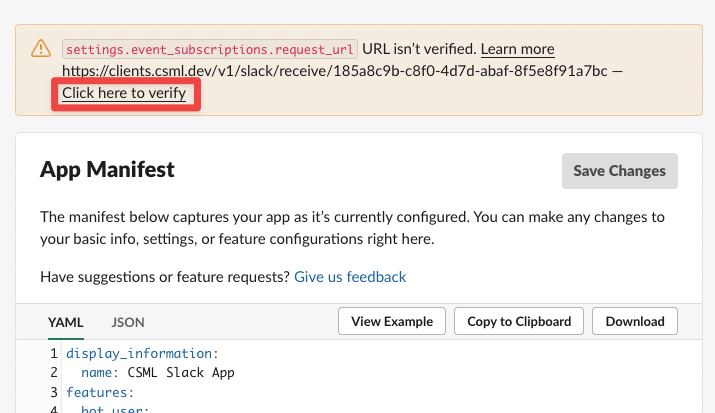 settings.event_subscriptions.request_url URL isn't verified. Learn more
https://clients.csml.dev/v1/slack/receive/185a8c9b-c8f0-4d7d-abaf-8f5e8f91a7bc —
Click here to verify
App Manifest
Save Changes
The manifest below captures your app as it's currently configured. You can make any changes to
your basic info, settings, or feature configurations right here.
Have suggestions or feature requests? Give us feedback
YAML JSON View Example Copy to Clipboard Download
1 display_information:
2 name: CSML Slack App
3 features:
4 bot_user: